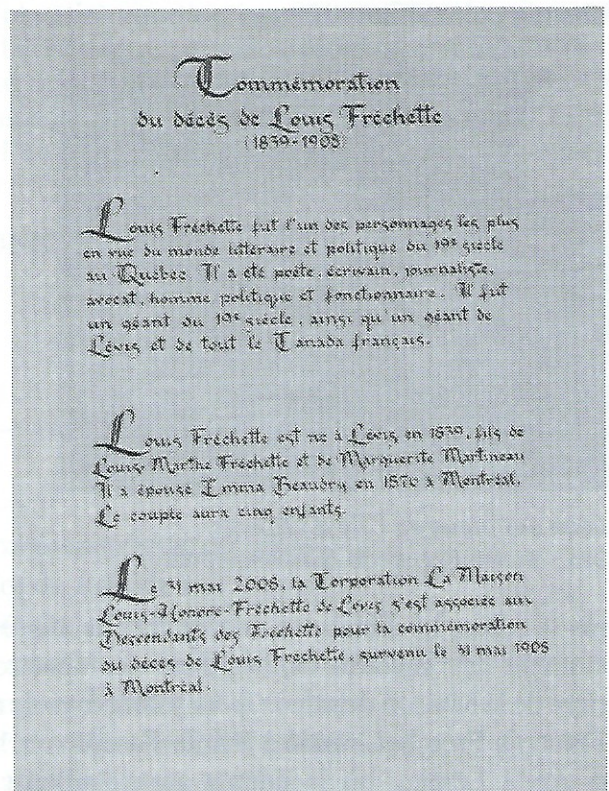 Commémoration
du décès de Louis Fréchette
(1839-1908)
Louis Fréchette fut l'un des personnages les plus
en vue du monde littéraire et politique du 19e siècle
au Québec. Il a été poète, écrivain, journaliste,
avocat, homme politique et fonctionnaire. Il fut
un géant du 19e siècle, ainsi qu'un géant de
Lévis et de tout le Canada français.
Louis Fréchette est né à Lévis en 1839, fils de
Louis-Marthe Fréchette et de Marguerite Martineau
Il a épousé Emma Beaudry en 1876 à Montréal.
Le couple aura cinq enfants.
Le 31 mai 2008, la Corporation La Maison
Louis-Honoré-Fréchette de Lévis s'est associée aux
Descendants des Fréchette pour la commémoration
du décès de Louis Fréchette, survenu le 31 mai 1908
à Montréal.